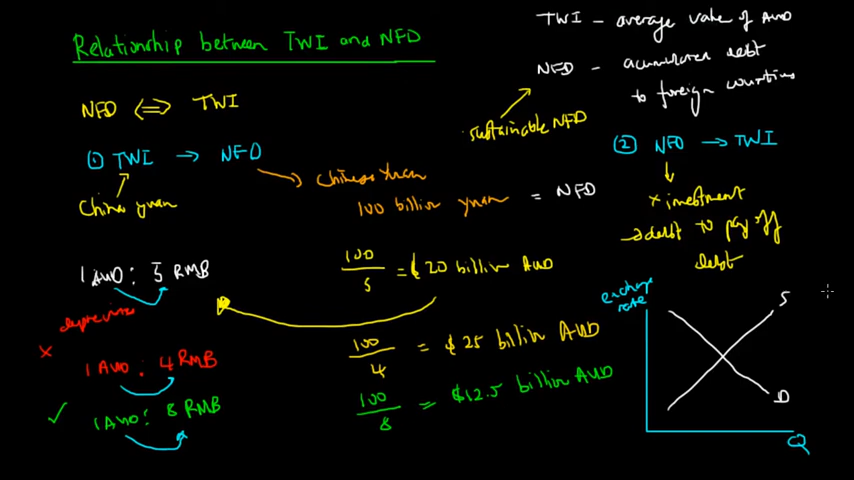 Relationship between TWI and NFD
TWI - average value of AUD
NFD - accumulated debt
to foreign countries
sustainable NFD
NFD ⇔ TWI
① TWI → NFD
China yuan
Chinese Yuan
100 billion yuan = NFD
② NFD → TWI
x investment
→ debt to pay off
debt
1 AUD : 5 RMB
100/5 = $20 billion AUD
depreciates
x 1 AUD : 4 RMB
100/4 = $25 billion AUD
✓ 1 AUD : 8 RMB
100/8 = $12.5 billion AUD
exchange
rate
S
D
Q